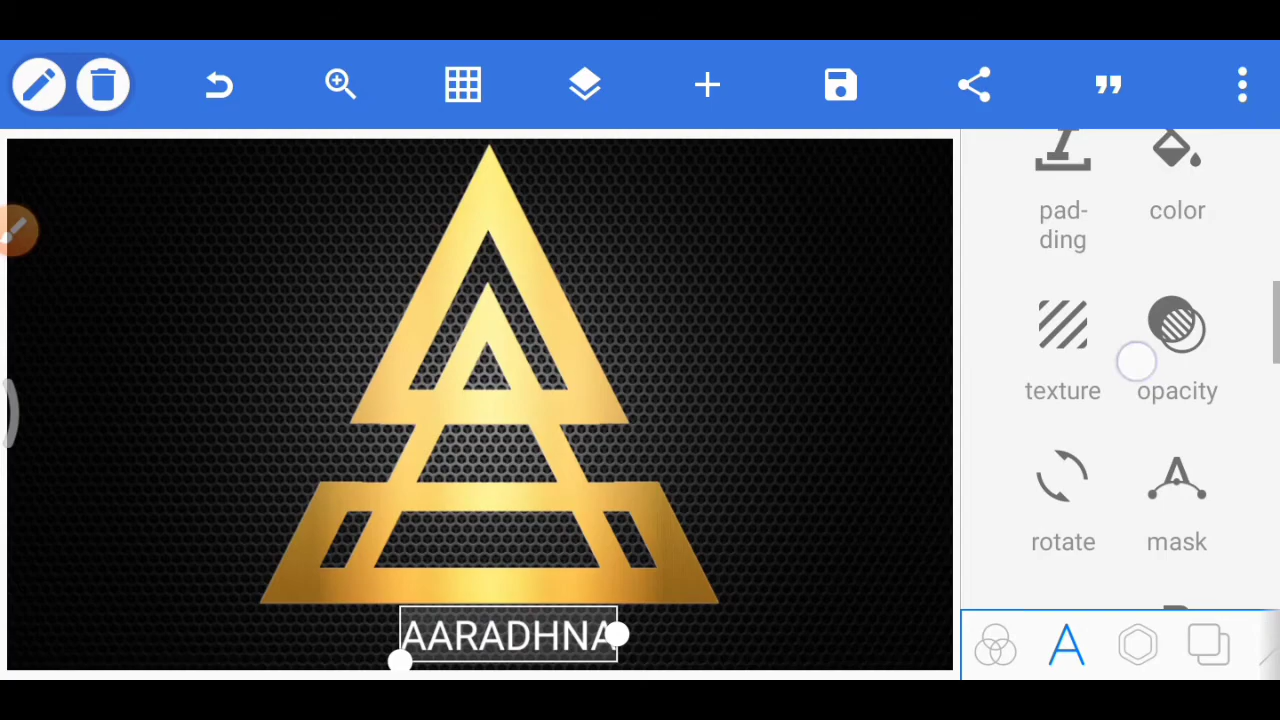 pad-
ding
color
texture
opacity
rotate
mask
AARADHNA